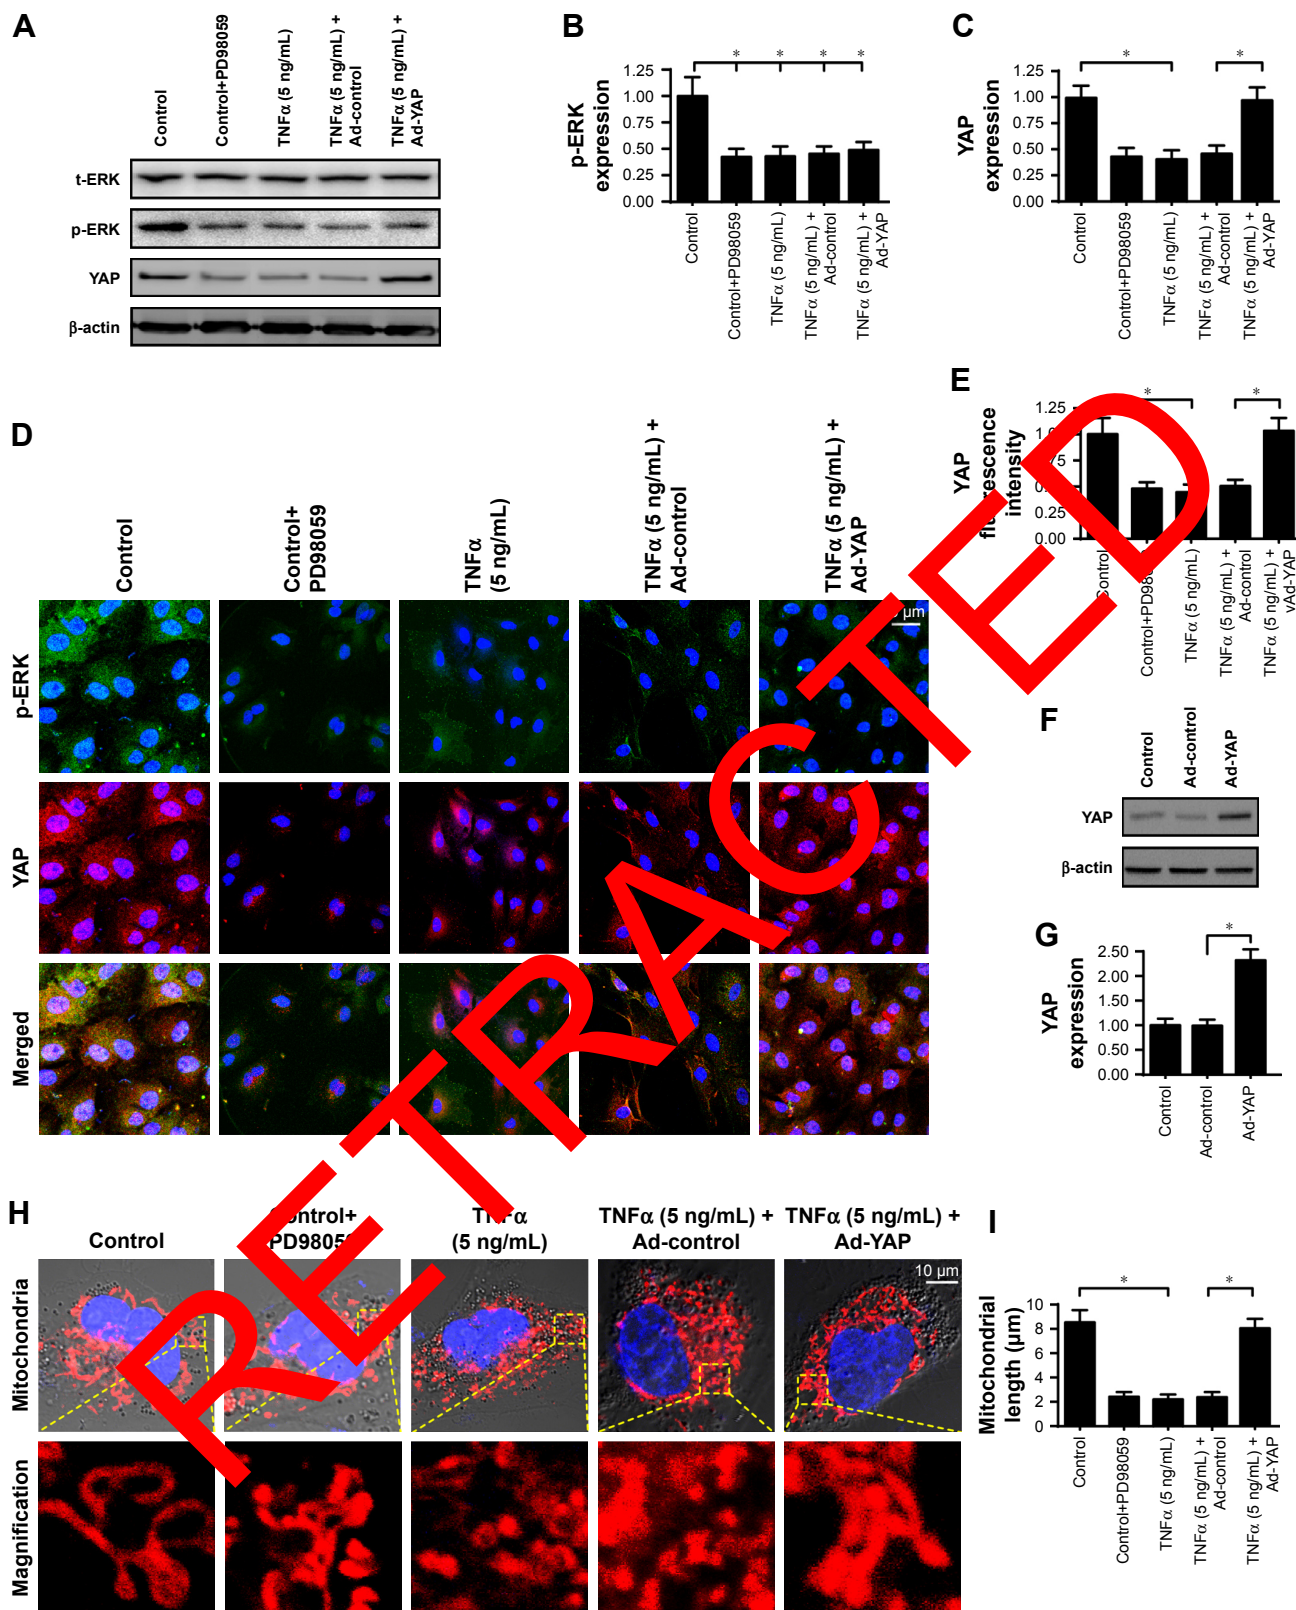 A
Control
Control+PD98059
TNFα (5 ng/mL)
TNFα (5 ng/mL) +
Ad-control
TNFα (5 ng/mL) +
Ad-YAP
t-ERK
p-ERK
YAP
β-actin
B
p-ERK
expression
* * * *
1.25
1.00
0.75
0.50
0.25
0.00
Control
Control+PD98059
TNFα (5 ng/mL)
TNFα (5 ng/mL) +
Ad-control
TNFα (5 ng/mL) +
Ad-YAP
C
YAP
expression
* *
1.25
1.00
0.75
0.50
0.25
0.00
Control
Control+PD98059
TNFα (5 ng/mL)
TNFα (5 ng/mL) +
Ad-control
TNFα (5 ng/mL) +
Ad-YAP
D
Control
Control+
PD98059
TNFα
(5 ng/mL)
TNFα (5 ng/mL) +
Ad-control
TNFα (5 ng/mL) +
Ad-YAP
p-ERK
YAP
Merged
μm
E
YAP
fluorescence
intensity
* *
1.25
0.25
0.00
Control
TNFα (5 ng/mL)
TNFα (5 ng/mL) +
Ad-control
TNFα (5 ng/mL) +
vAd-YAP
F
Control
Ad-control
Ad-YAP
YAP
β-actin
G
YAP
expression
*
2.50
2.00
1.50
1.00
0.50
0.00
Control
Ad-control
Ad-YAP
H
Control
Control+
PD98059
TNFα
(5 ng/mL)
TNFα (5 ng/mL) +
Ad-control
TNFα (5 ng/mL) +
Ad-YAP
Mitochondria
Magnification
10 μm
I
Mitochondrial
length (μm)
* *
10
8
6
4
2
0
Control
Control+PD98059
TNFα (5 ng/mL)
TNFα (5 ng/mL) +
Ad-control
TNFα (5 ng/mL) +
Ad-YAP
RETRACTED